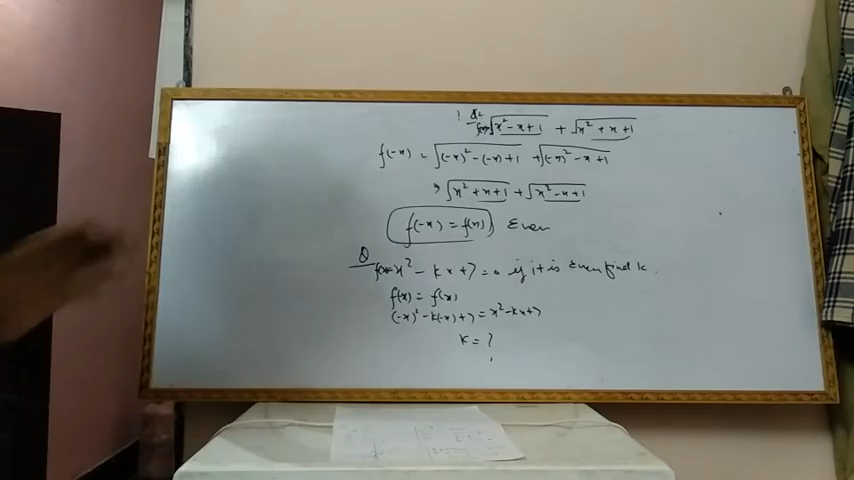 f(x) = √x² - x + 1 + √x² + x + 1
f(-x) = √(-x)² - (-x) + 1 + √(-x)² - x + 1
⇒ √x² + x + 1 + √x² - x + 1
f(-x) = f(x) Even
Q f(x) = x² - kx + 7 = 0 if it is Even find k.
f(x) = f(x)
(-x)² - k(-x) + 7 = x² - kx + 7
k = ?